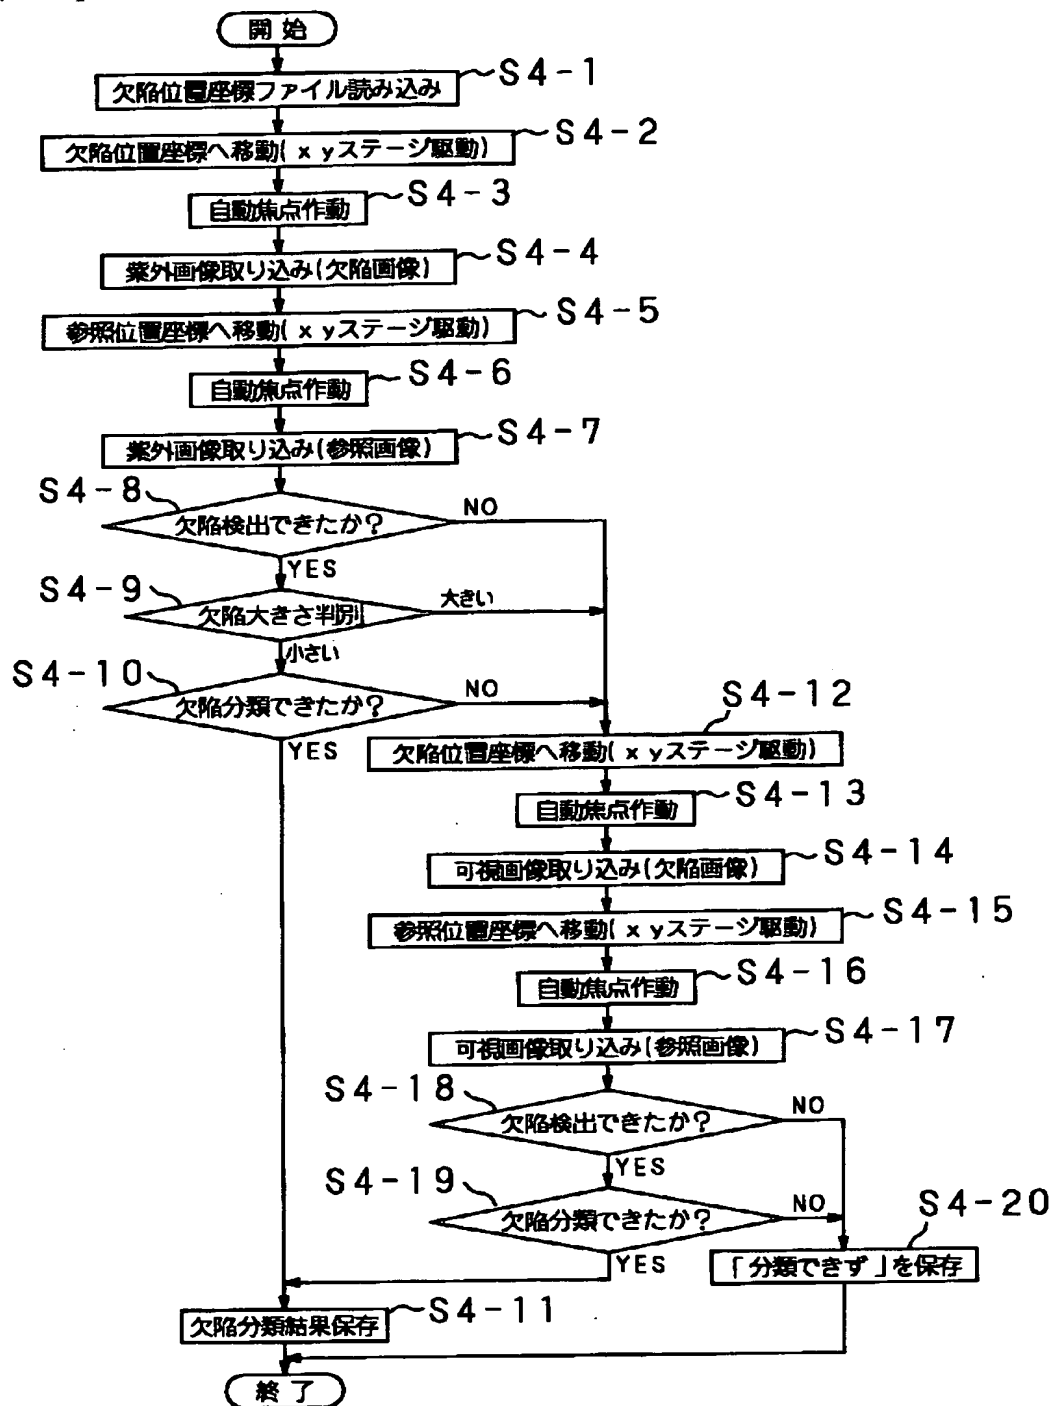 開始
欠陥位置座標ファイル読み込み
S4-1
欠陥位置座標へ移動(xyステージ駆動)
S4-2
自動焦点作動
S4-3
紫外画像取り込み(欠陥画像)
S4-4
参照位置座標へ移動(xyステージ駆動)
S4-5
自動焦点作動
S4-6
紫外画像取り込み(参照画像)
S4-7
S4-8
欠陥検出できたか?
NO
YES
S4-9
欠陥大きさ判別
大きい
小さい
S4-10
欠陥分類できたか?
NO
YES
S4-12
欠陥位置座標へ移動(xyステージ駆動)
S4-13
自動焦点作動
S4-14
可視画像取り込み(欠陥画像)
S4-15
参照位置座標へ移動(xyステージ駆動)
S4-16
自動焦点作動
S4-17
可視画像取り込み(参照画像)
S4-18
欠陥検出できたか?
NO
YES
S4-19
欠陥分類できたか?
NO
YES
S4-20
「分類できず」を保存
S4-11
欠陥分類結果保存
終了